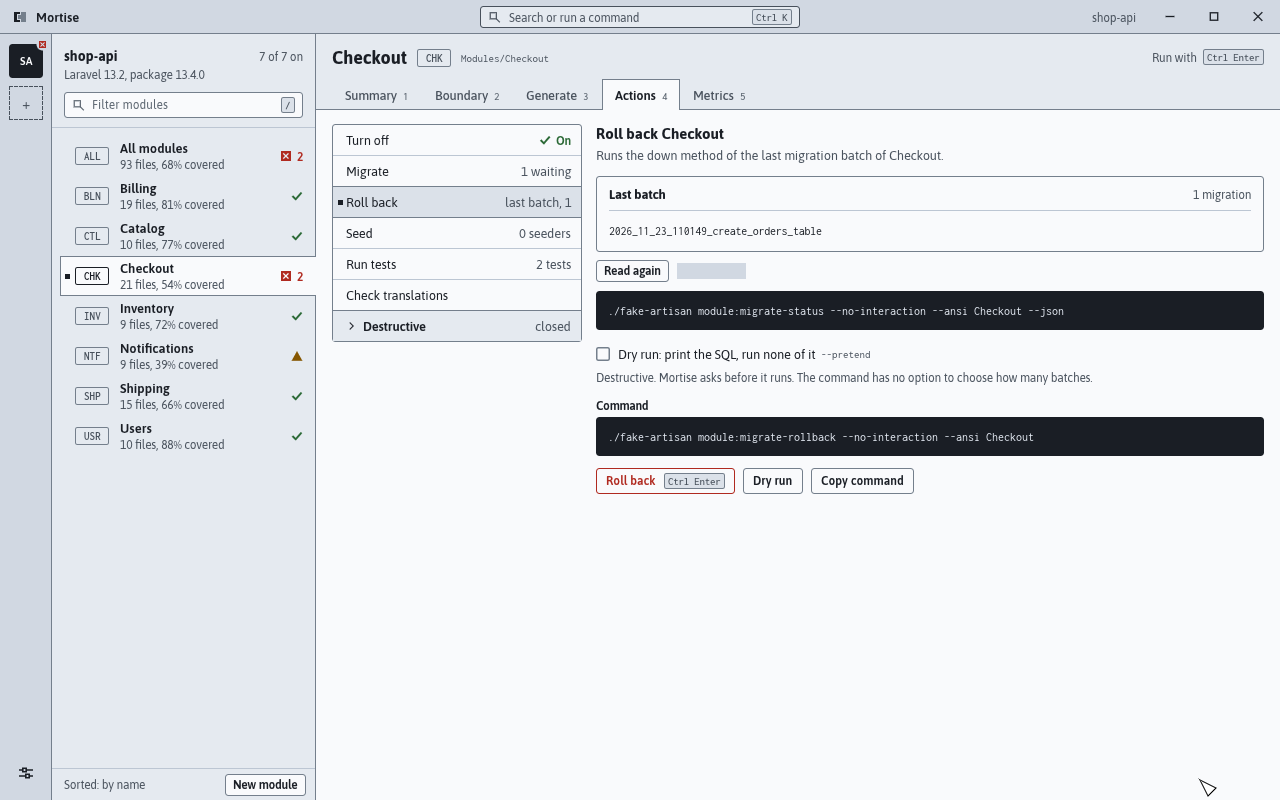 Mortise
Search or run a command
Ctrl K
shop-api
SA
+
shop-api
7 of 7 on
Laravel 13.2, package 13.4.0
Filter modules
/
ALL
All modules
93 files, 68% covered
2
BLN
Billing
19 files, 81% covered
CTL
Catalog
10 files, 77% covered
CHK
Checkout
21 files, 54% covered
2
INV
Inventory
9 files, 72% covered
NTF
Notifications
9 files, 39% covered
SHP
Shipping
15 files, 66% covered
USR
Users
10 files, 88% covered
Sorted: by name
New module
Checkout
CHK
Modules/Checkout
Run with
Ctrl Enter
Summary 1
Boundary 2
Generate 3
Actions 4
Metrics 5
Turn off
On
Migrate
1 waiting
Roll back
last batch, 1
Seed
0 seeders
Run tests
2 tests
Check translations
Destructive
closed
Roll back Checkout
Runs the down method of the last migration batch of Checkout.
Last batch
1 migration
2026_11_23_110149_create_orders_table
Read again
./fake-artisan module:migrate-status --no-interaction --ansi Checkout --json
Dry run: print the SQL, run none of it --pretend
Destructive. Mortise asks before it runs. The command has no option to choose how many batches.
Command
./fake-artisan module:migrate-rollback --no-interaction --ansi Checkout
Roll back
Ctrl Enter
Dry run
Copy command